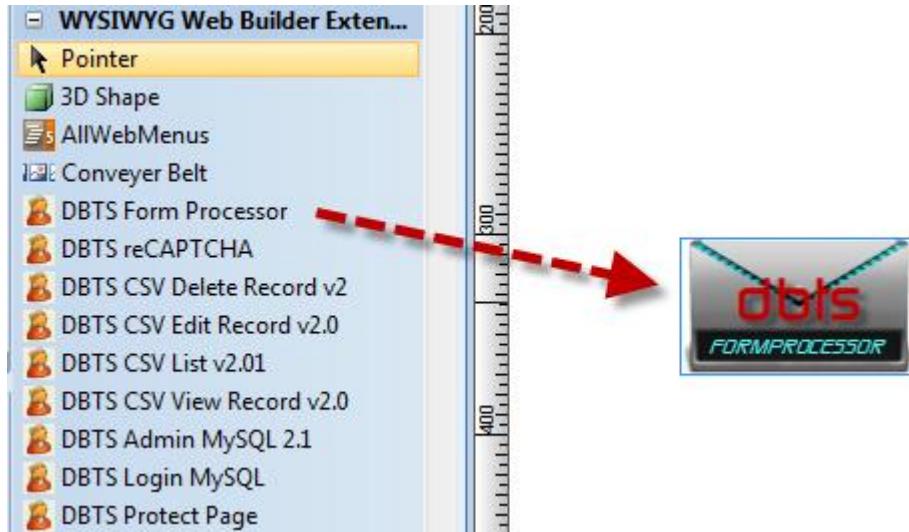 WYSIWYG Web Builder Exten...
Pointer
3D Shape
AllWebMenus
Conveyer Belt
DBTS Form Processor
DBTS reCAPTCHA
DBTS CSV Delete Record v2
DBTS CSV Edit Record v2.0
DBTS CSV List v2.01
DBTS CSV View Record v2.0
DBTS Admin MySQL 2.1
DBTS Login MySQL
DBTS Protect Page
200
300
400
dbts
FORMPROCESSOR